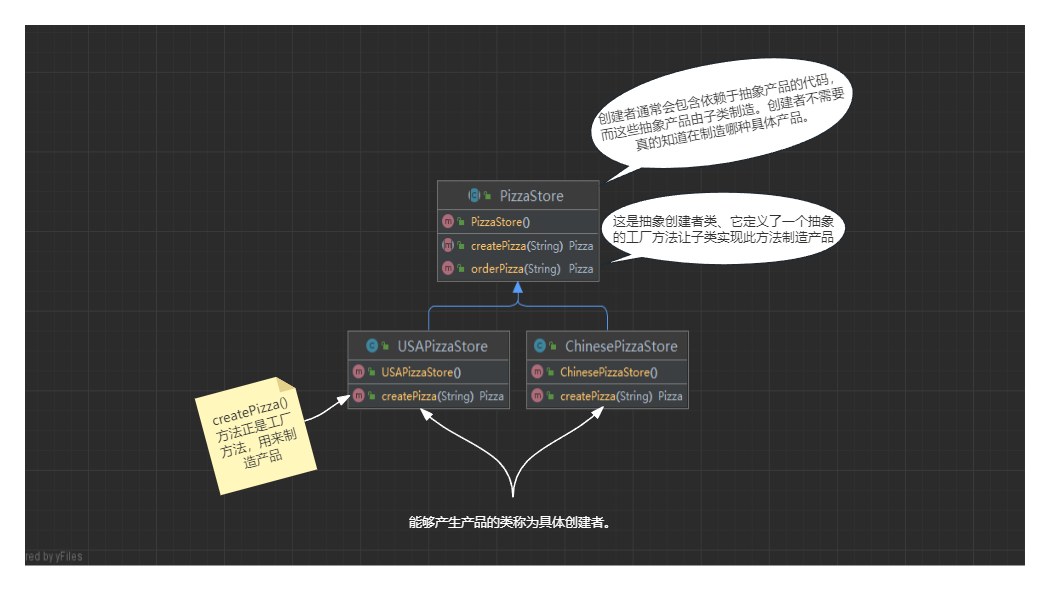 创建者通常会包含依赖于抽象产品的代码，
而这些抽象产品由子类制造。创建者不需要
真的知道在制造哪种具体产品。
PizzaStore
PizzaStore()
createPizza(String) Pizza
orderPizza(String) Pizza
这是抽象创建者类、它定义了一个抽象
的工厂方法让子类实现此方法制造产品
USAPizzaStore
USAPizzaStore()
createPizza(String) Pizza
ChinesePizzaStore
ChinesePizzaStore()
createPizza(String) Pizza
createPizza()
方法正是工厂
方法，用来制
造产品
能够产生产品的类称为具体创建者。
red by yFiles